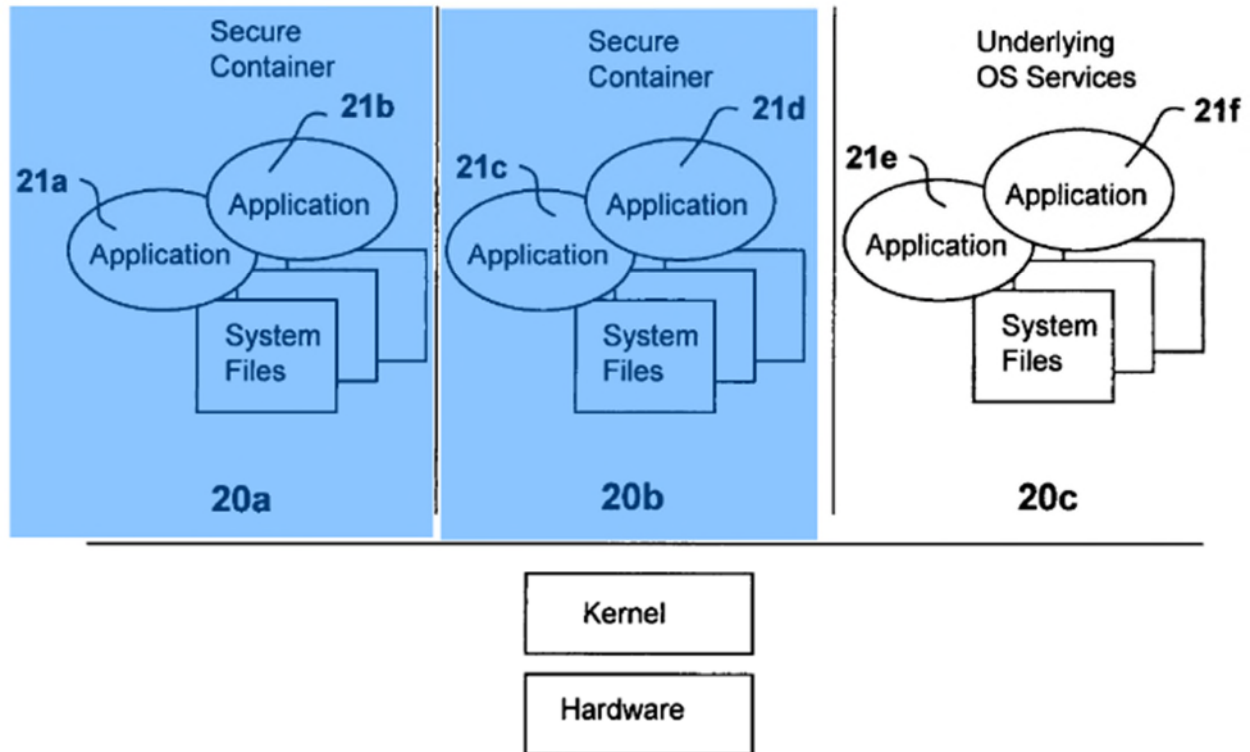 Secure
Container
21b
21a
Application
Application
System
Files
20a
Secure
Container
21d
21c
Application
Application
System
Files
20b
Underlying
OS Services
21f
21e
Application
Application
System
Files
20c
Kernel
Hardware